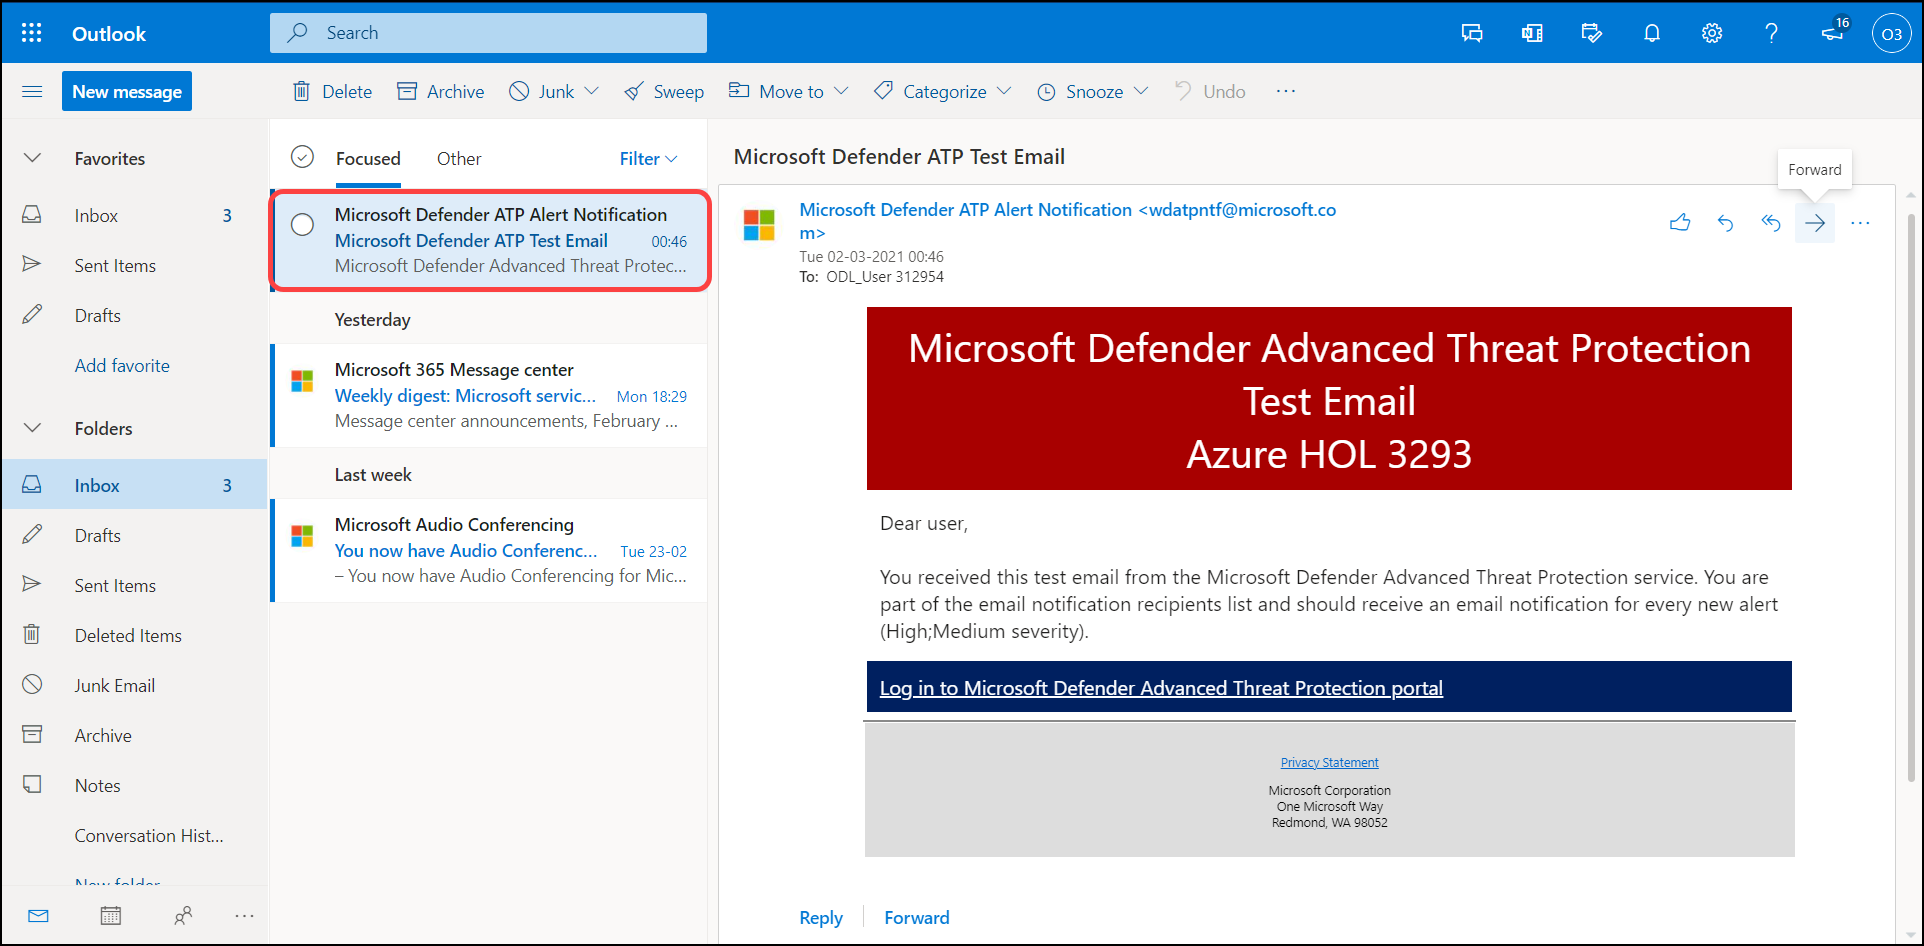 Outlook
Search
16
O3
New message
Delete
Archive
Junk
Sweep
Move to
Categorize
Snooze
Undo
Favorites
Inbox 3
Sent Items
Drafts
Add favorite
Folders
Inbox 3
Drafts
Sent Items
Deleted Items
Junk Email
Archive
Notes
Conversation Hist...
New folder
Focused
Other
Filter
Microsoft Defender ATP Alert Notification
Microsoft Defender ATP Test Email 00:46
Microsoft Defender Advanced Threat Protec...
Yesterday
Microsoft 365 Message center
Weekly digest: Microsoft servic... Mon 18:29
Message center announcements, February ...
Last week
Microsoft Audio Conferencing
You now have Audio Conferenc... Tue 23-02
– You now have Audio Conferencing for Mic...
Microsoft Defender ATP Test Email
Forward
Microsoft Defender ATP Alert Notification <wdatpntf@microsoft.co
m>
Tue 02-03-2021 00:46
To: ODL_User 312954
Microsoft Defender Advanced Threat Protection
Test Email
Azure HOL 3293
Dear user,
You received this test email from the Microsoft Defender Advanced Threat Protection service. You are
part of the email notification recipients list and should receive an email notification for every new alert
(High;Medium severity).
Log in to Microsoft Defender Advanced Threat Protection portal
Privacy Statement
Microsoft Corporation
One Microsoft Way
Redmond, WA 98052
Reply
Forward